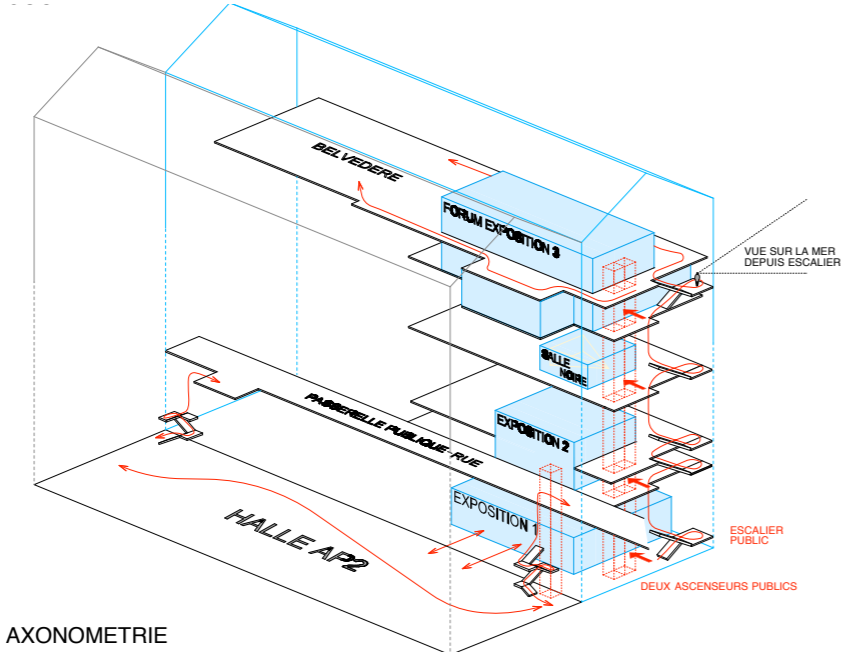 BELVEDERE
FORUM EXPOSITION 3
VUE SUR LA MER
DEPUIS ESCALIER
SALLE
NOIRE
PASSERELLE PUBLIQUE-RUE
EXPOSITION 2
EXPOSITION 1
HALLE AP2
ESCALIER
PUBLIC
DEUX ASCENSEURS PUBLICS
AXONOMETRIE